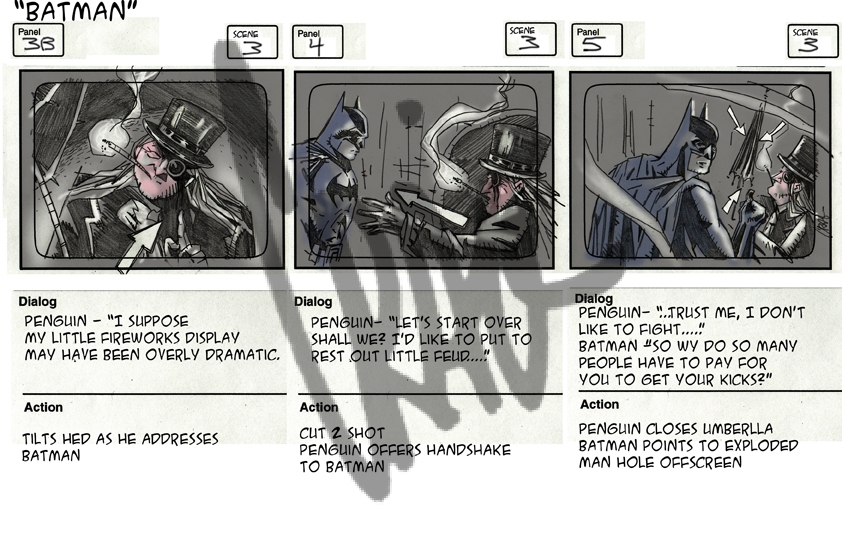 "BATMAN"
Panel
3B
SCENE
3
Panel
4
SCENE
3
Panel
5
SCENE
3
Dialog
PENGUIN - "I SUPPOSE
MY LITTLE FIREWORKS DISPLAY
MAY HAVE BEEN OVERLY DRAMATIC.
Action
TILTS HED AS HE ADDRESSES
BATMAN
Dialog
PENGUIN- "LET'S START OVER
SHALL WE? I'D LIKE TO PUT TO
REST OUT LITTLE FEUD...."
Action
CUT 2 SHOT
PENGUIN OFFERS HANDSHAKE
TO BATMAN
Dialog
PENGUIN- "..TRUST ME, I DON'T
LIKE TO FIGHT....."
BATMAN "SO WY DO SO MANY
PEOPLE HAVE TO PAY FOR
YOU TO GET YOUR KICKS?"
Action
PENGUIN CLOSES UMBERLLA
BATMAN POINTS TO EXPLODED
MAN HOLE OFFSCREEN